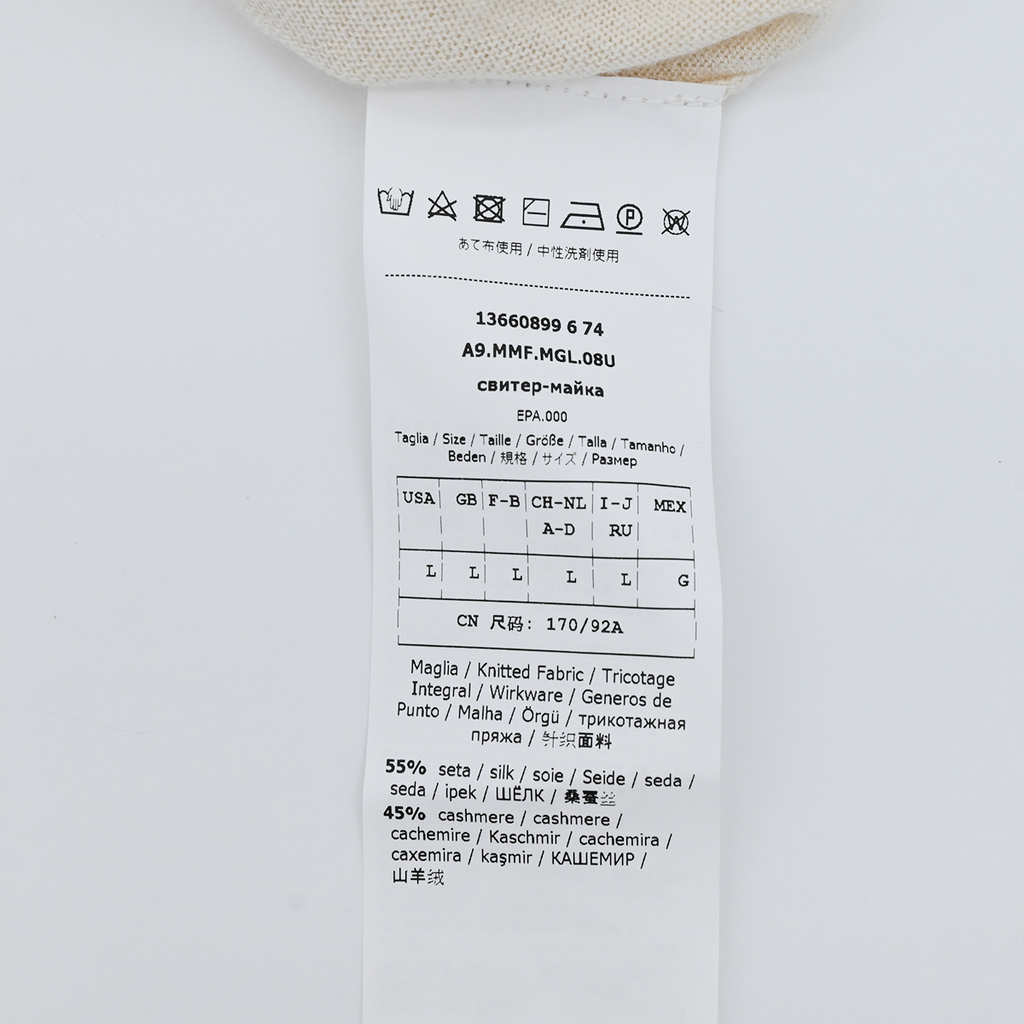 P W
あて布使用 / 中性洗剤使用
13660899 6 74
A9.MMF.MGL.08U
свитер-майка
EPA.000
Taglia / Size / Taille / Größe / Talla / Tamanho /
Beden / 規格 / サイズ / Размер
USA GB F-B CH-NL I-J MEX
A-D RU
L L L L L G
CN 尺码: 170/92A
Maglia / Knitted Fabric / Tricotage
Integral / Wirkware / Generos de
Punto / Malha / Örgü / трикотажная
пряжа / 针织面料
55% seta / silk / soie / Seide / seda /
seda / ipek / ШЁЛК / 桑蚕丝
45% cashmere / cashmere /
cachemire / Kaschmir / cachemira /
caxemira / kaşmir / КАШЕМИР /
山羊绒